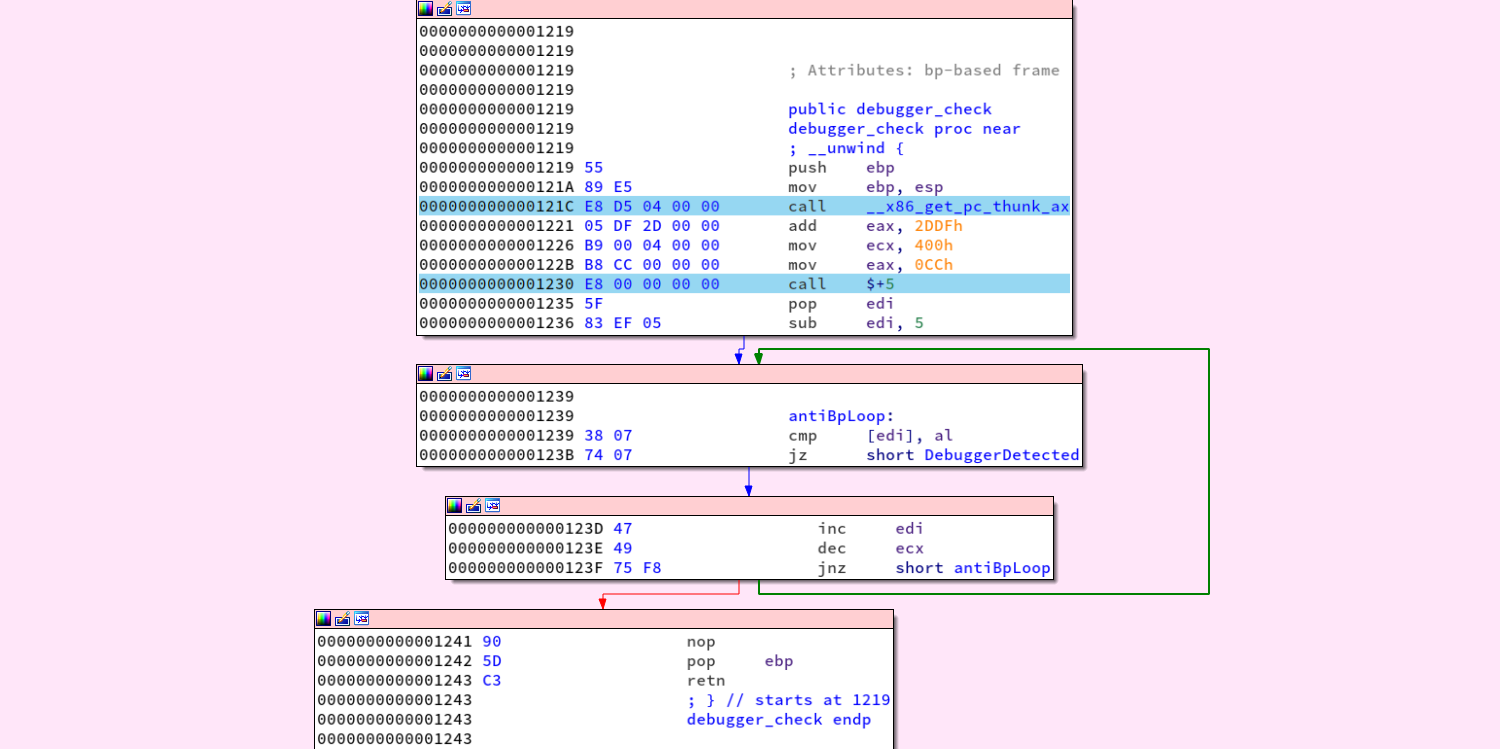 0000000000001219
0000000000001219
0000000000001219 ; Attributes: bp-based frame
0000000000001219
0000000000001219 public debugger_check
0000000000001219 debugger_check proc near
0000000000001219 ; __unwind {
0000000000001219 55 push ebp
000000000000121A 89 E5 mov ebp, esp
000000000000121C E8 D5 04 00 00 call __x86_get_pc_thunk_ax
0000000000001221 05 DF 2D 00 00 add eax, 2DDFh
0000000000001226 B9 00 04 00 00 mov ecx, 400h
000000000000122B B8 CC 00 00 00 mov eax, 0CCh
0000000000001230 E8 00 00 00 00 call $+5
0000000000001235 5F pop edi
0000000000001236 83 EF 05 sub edi, 5
0000000000001239
0000000000001239 antiBpLoop:
0000000000001239 38 07 cmp [edi], al
000000000000123B 74 07 jz short DebuggerDetected
000000000000123D 47 inc edi
000000000000123E 49 dec ecx
000000000000123F 75 F8 jnz short antiBpLoop
0000000000001241 90 nop
0000000000001242 5D pop ebp
0000000000001243 C3 retn
0000000000001243 ; } // starts at 1219
0000000000001243 debugger_check endp
0000000000001243